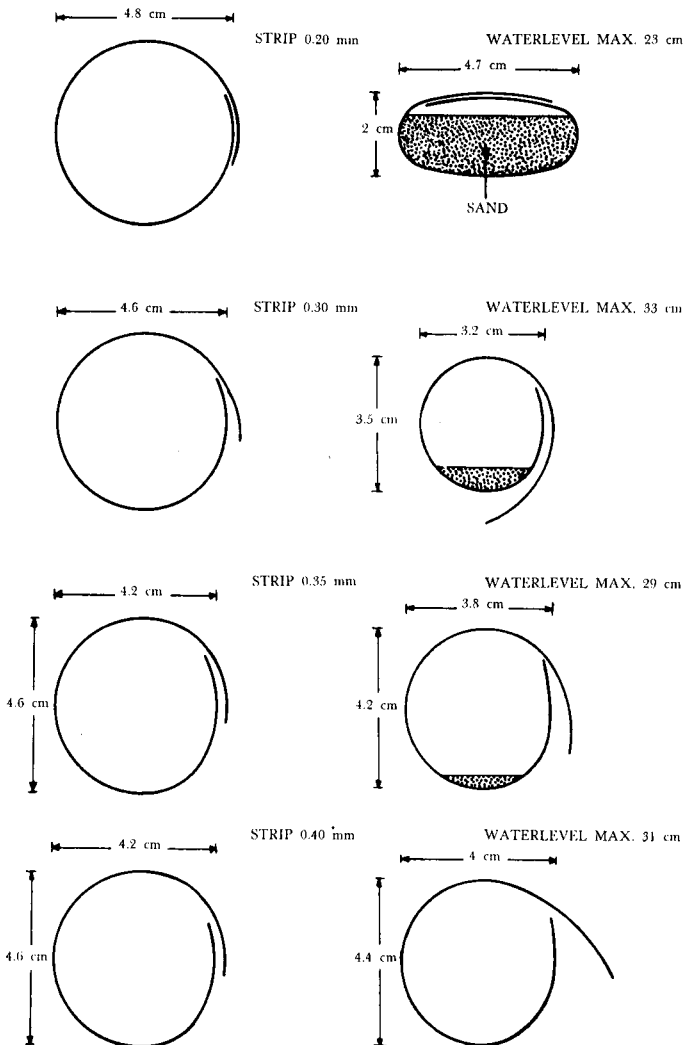 4.8 cm
STRIP 0.20 mm
WATERLEVEL MAX. 23 cm
4.7 cm
2 cm
SAND
4.6 cm
STRIP 0.30 mm
WATERLEVEL MAX. 33 cm
3.2 cm
3.5 cm
STRIP 0.35 mm
WATERLEVEL MAX. 29 cm
4.2 cm
3.8 cm
4.6 cm
4.2 cm
STRIP 0.40 mm
WATERLEVEL MAX. 31 cm
4.2 cm
4 cm
4.6 cm
4.4 cm